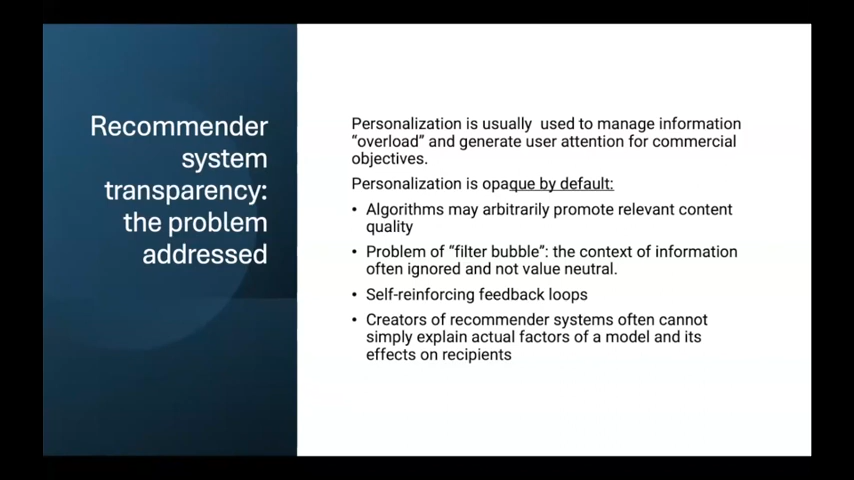 Recommender
system
transparency:
the problem
addressed
Personalization is usually used to manage information
“overload” and generate user attention for commercial
objectives.
Personalization is opaque by default:
• Algorithms may arbitrarily promote relevant content
quality
• Problem of “filter bubble”: the context of information
often ignored and not value neutral.
• Self-reinforcing feedback loops
• Creators of recommender systems often cannot
simply explain actual factors of a model and its
effects on recipients